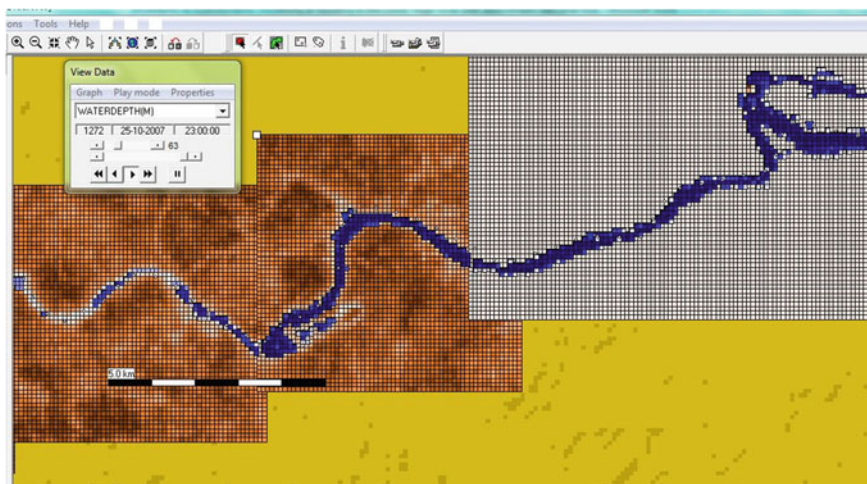 ons Tools Help
View Data
Graph Play mode Properties
WATERDEPTH(M)
1272 25-10-2007 23:00:00
63
5.0 km